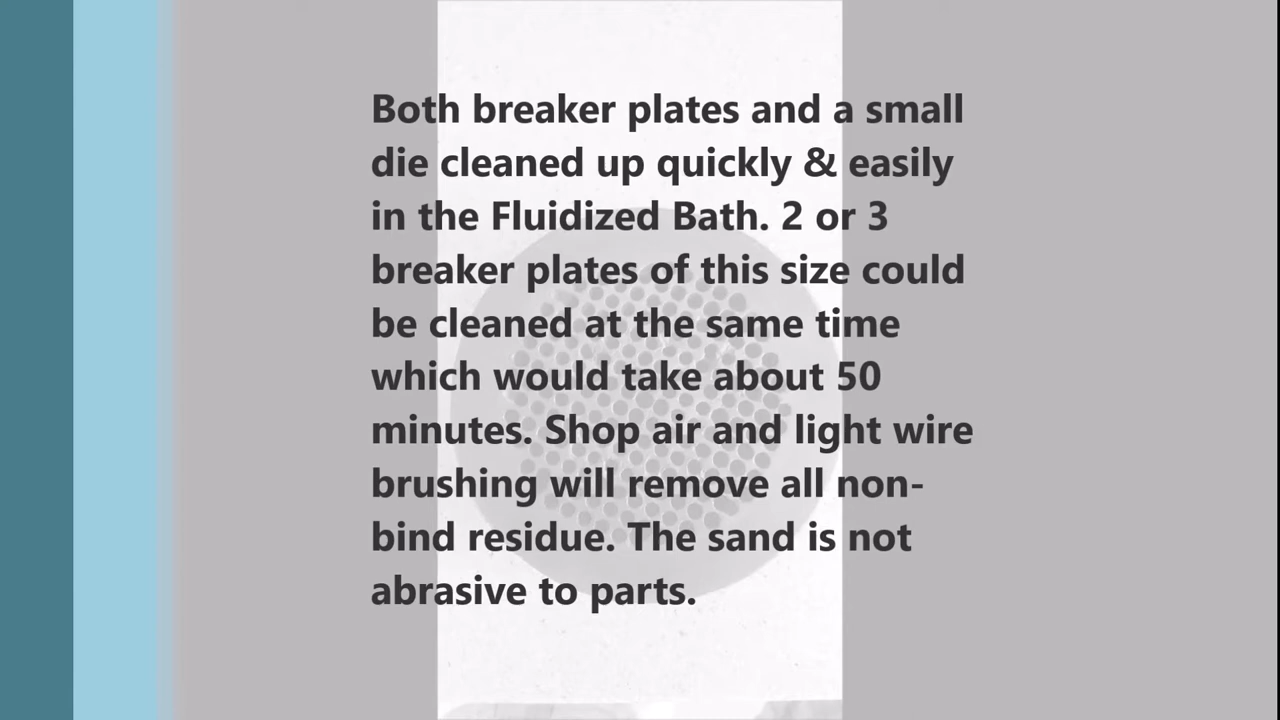 Both breaker plates and a small
die cleaned up quickly & easily
in the Fluidized Bath. 2 or 3
breaker plates of this size could
be cleaned at the same time
which would take about 50
minutes. Shop air and light wire
brushing will remove all non-
bind residue. The sand is not
abrasive to parts.